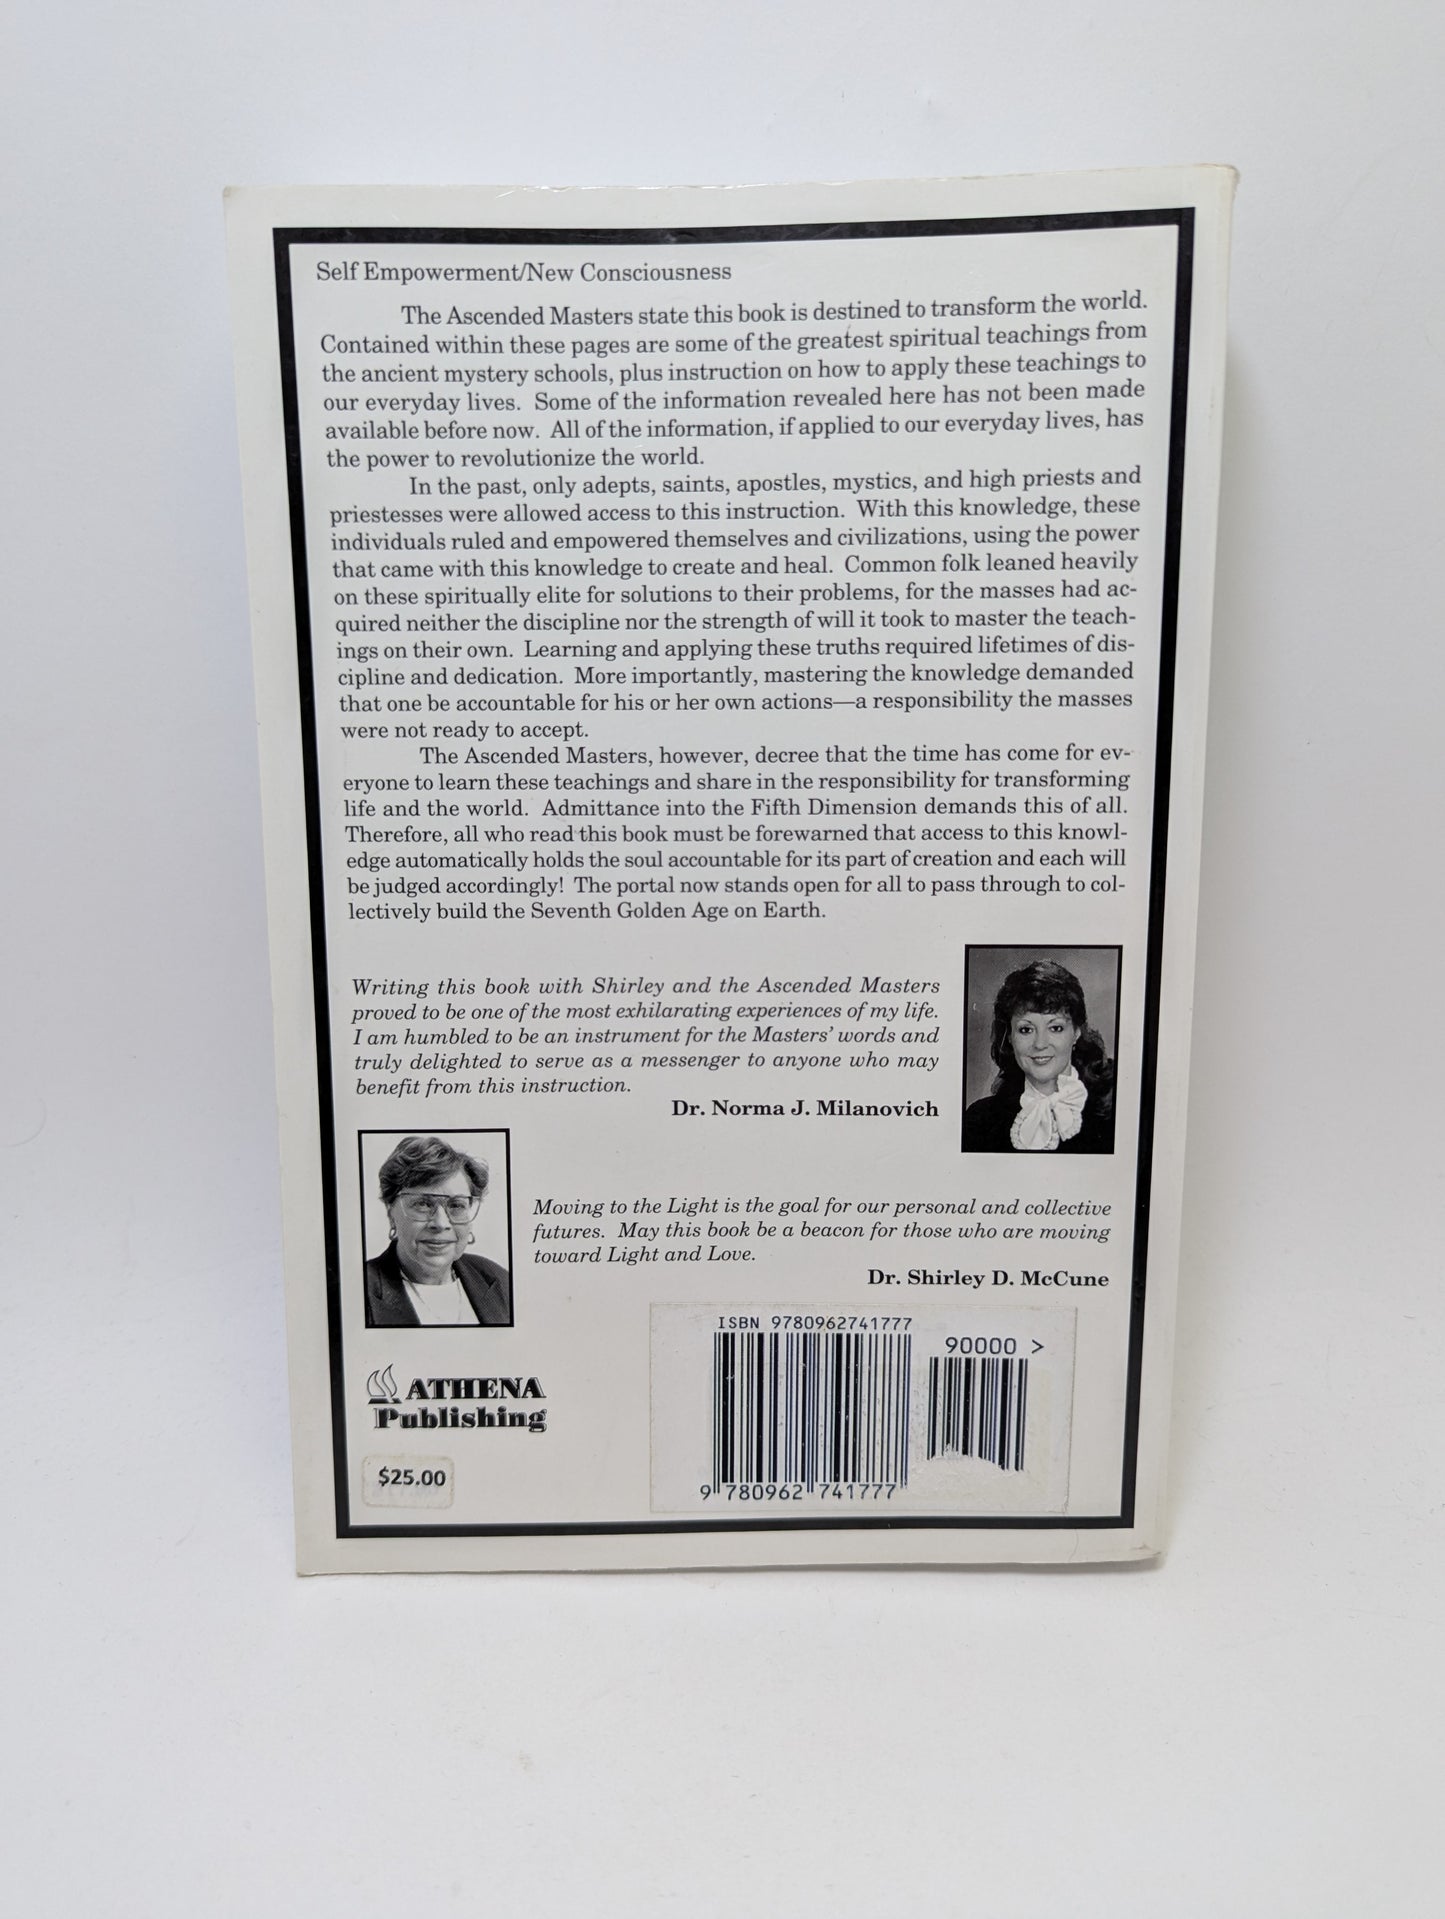 Self Empowerment/New Consciousness
The Ascended Masters state this book is destined to transform the world.
Contained within these pages are some of the greatest spiritual teachings from
the ancient mystery schools, plus instruction on how to apply these teachings to
our everyday lives. Some of the information revealed here has not been made
available before now. All of the information, if applied to our everyday lives, has
the power to revolutionize the world.
In the past, only adepts, saints, apostles, mystics, and high priests and
priestesses were allowed access to this instruction. With this knowledge, these
individuals ruled and empowered themselves and civilizations, using the power
that came with this knowledge to create and heal. Common folk leaned heavily
on these spiritually elite for solutions to their problems, for the masses had ac-
quired neither the discipline nor the strength of will it took to master the teach-
ings on their own. Learning and applying these truths required lifetimes of dis-
cipline and dedication. More importantly, mastering the knowledge demanded
that one be accountable for his or her own actions—a responsibility the masses
were not ready to accept.
The Ascended Masters, however, decree that the time has come for ev-
eryone to learn these teachings and share in the responsibility for transforming
life and the world. Admittance into the Fifth Dimension demands this of all.
Therefore, all who read this book must be forewarned that access to this knowl-
edge automatically holds the soul accountable for its part of creation and each will
be judged accordingly! The portal now stands open for all to pass through to col-
lectively build the Seventh Golden Age on Earth.
Writing this book with Shirley and the Ascended Masters
proved to be one of the most exhilarating experiences of my life.
I am humbled to be an instrument for the Masters' words and
truly delighted to serve as a messenger to anyone who may
benefit from this instruction.
Dr. Norma J. Milanovich
Moving to the Light is the goal for our personal and collective
futures. May this book be a beacon for those who are moving
toward Light and Love.
Dr. Shirley D. McCune
ISBN 9780962741777
90000 >
9 780962 741777
ATHENA
Publishing
$25.00